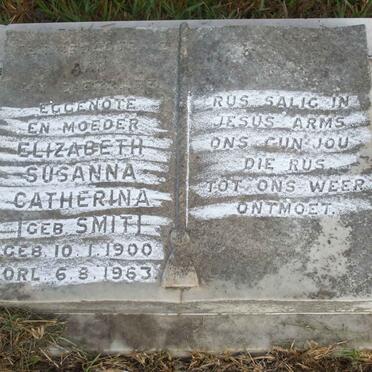 EGGENOTE
EN MOEDER
ELIZABETH
SUSANNA
CATHERINA
[GEB. SMIT]
GEB. 10. 1. 1900
ORL. 6. 8. 1963
RUS SALIG IN
JESUS ARMS
ONS GUN JOU
DIE RUS
TOT ONS WEER
ONTMOET.